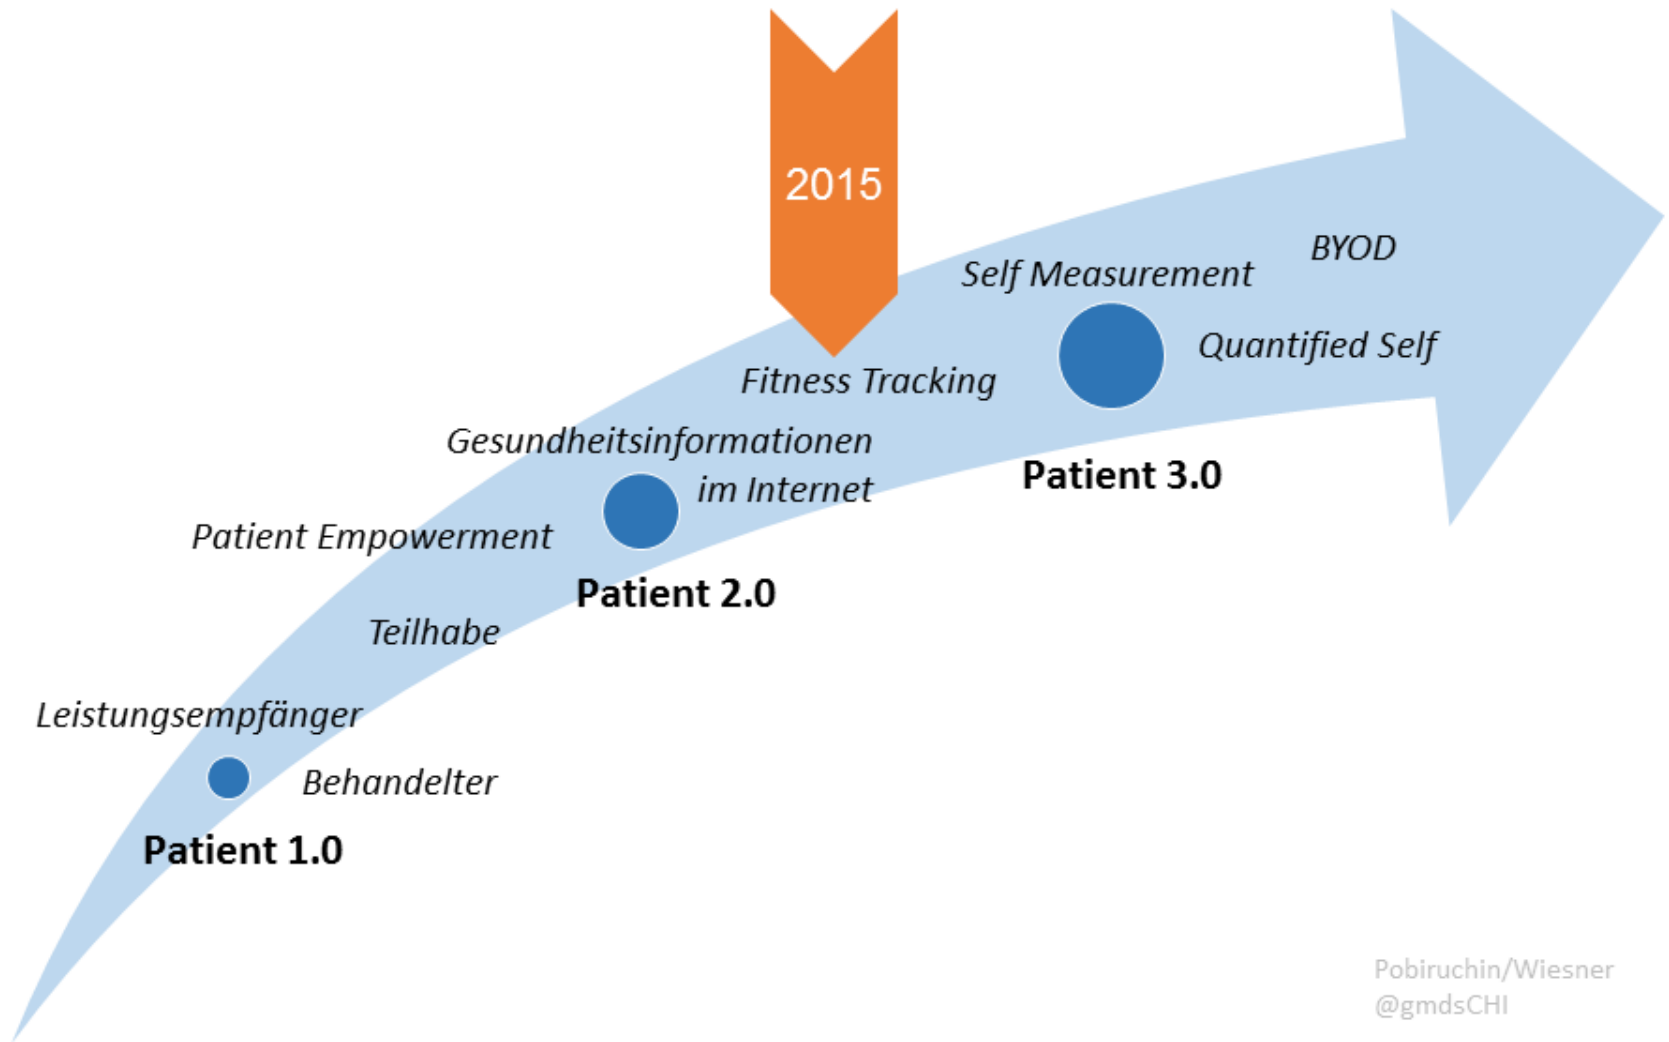 2015
BYOD
Self Measurement
Quantified Self
Fitness Tracking
Gesundheitsinformationen
im Internet
Patient 3.0
Patient Empowerment
Patient 2.0
Teilhabe
Leistungsempfänger
Behandelter
Patient 1.0
Pobiruchin/Wiesner
@gmdsCHI